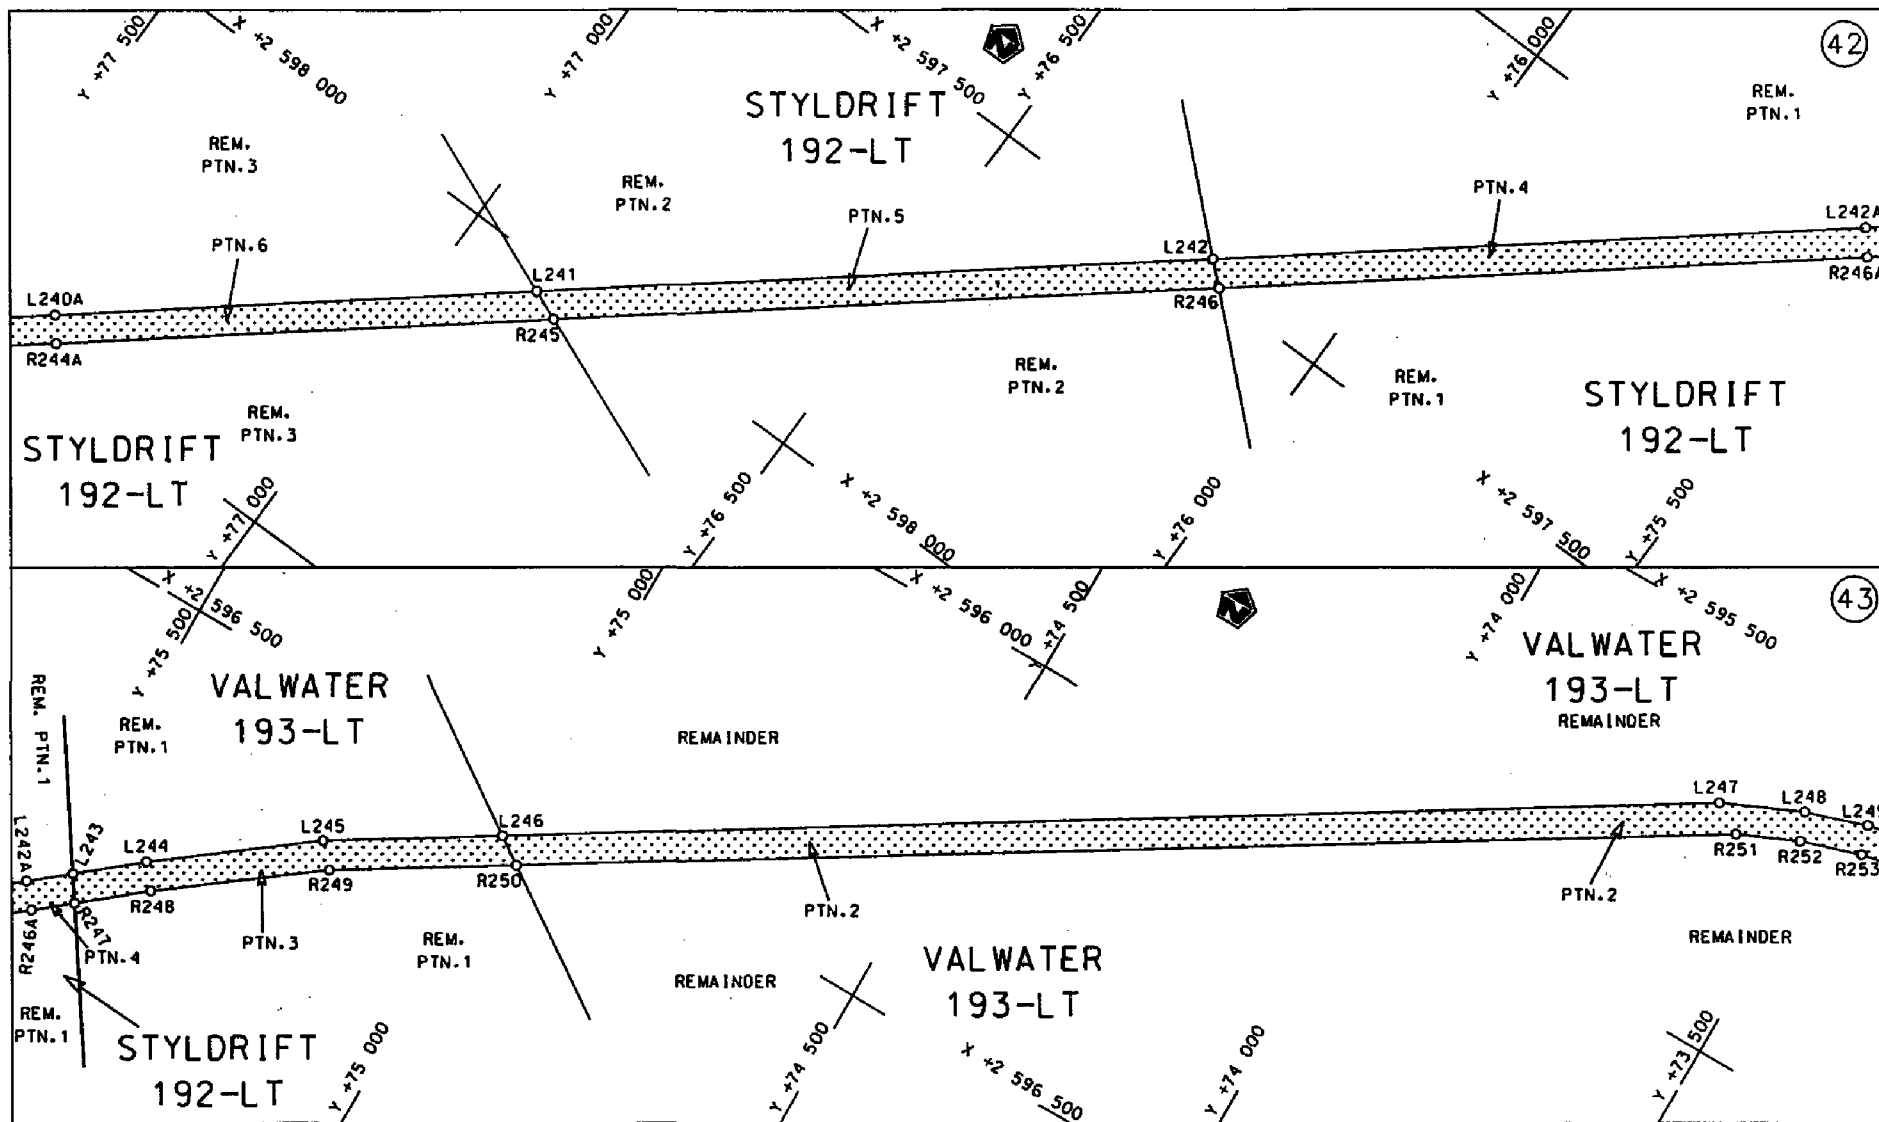 Y +77 500
X +2 598 000
Y +77 000
X +2 597 500
Y +76 500
Y +76 000
42
STYLDRIFT
192-LT
REM.
PTN.1
REM.
PTN.3
REM.
PTN.2
PTN.4
PTN.5
PTN.6
L240A
L241
L242
L242A
R244A
R245
R246
R246A
REM.
PTN.2
REM.
PTN.1
STYLDRIFT
192-LT
REM.
PTN.3
STYLDRIFT
192-LT
Y +77 000
Y +76 500
X +2 598 000
Y +76 000
X +2 597 500
Y +75 500
X +2 596 500
Y +75 500
Y +75 000
X +2 596 000
Y +74 500
Y +74 000
X +2 595 500
43
VALWATER
193-LT
REMAINDER
REM. PTN.1
REM.
PTN.1
VALWATER
193-LT
REMAINDER
L242A
L243
L244
L245
L246
L247
L248
L249
R246A
R247
R248
R249
R250
R251
R252
R253
PTN.4
PTN.3
PTN.2
PTN.2
REM.
PTN.1
REMAINDER
VALWATER
193-LT
REMAINDER
REM.
PTN.1
STYLDRIFT
192-LT
Y +75 000
Y +74 500
X +2 596 500
Y +74 000
Y +73 500